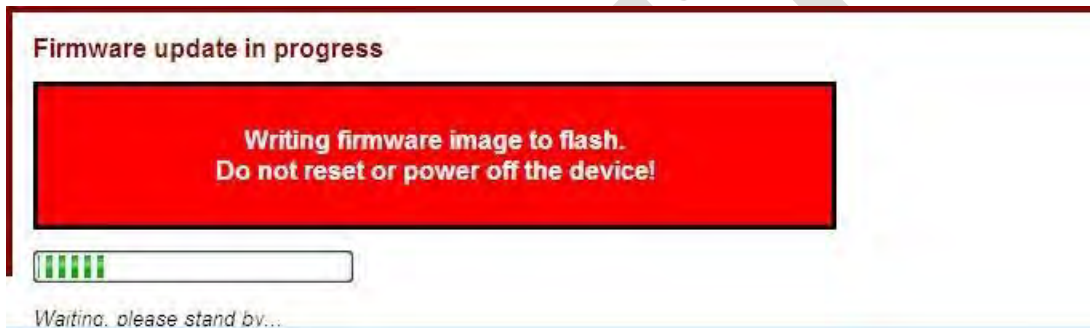 Firmware update in progress
Writing firmware image to flash.
Do not reset or power off the device!
Waiting, please stand by...